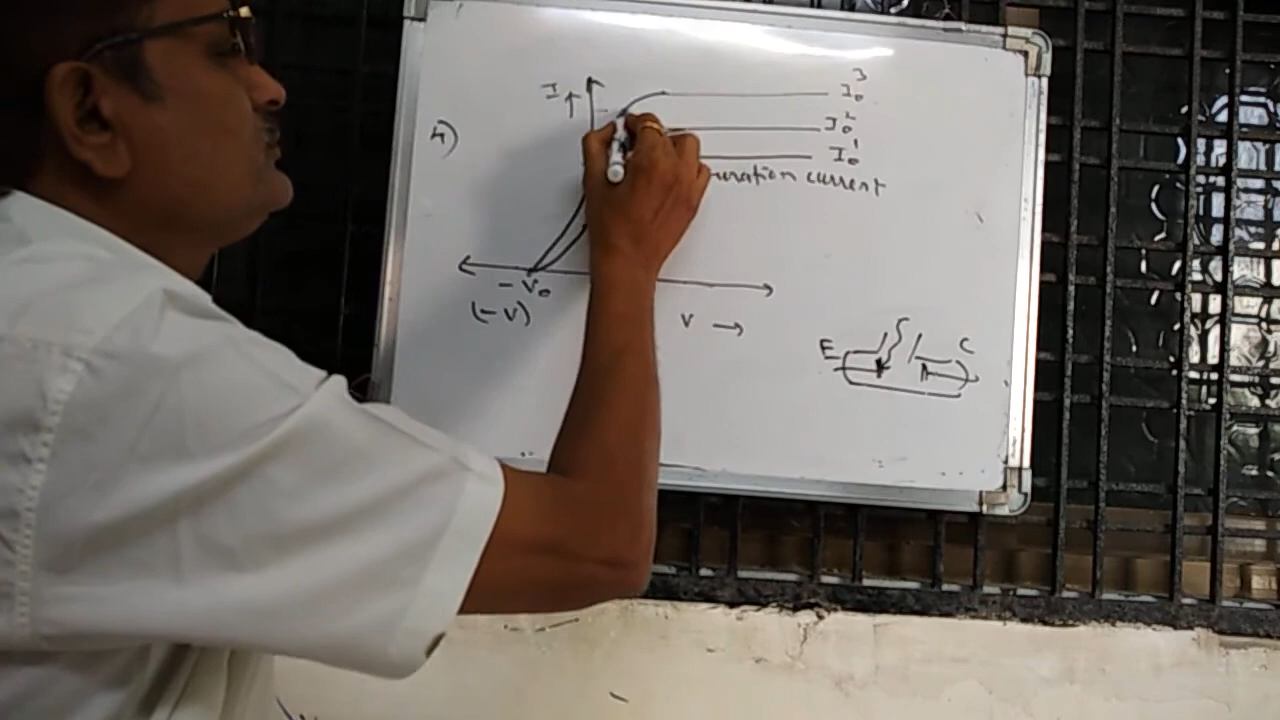 4)
I ↑
I₀³
I₀²
I₀¹
uration current
- V₀
(-V)
V →
E
C